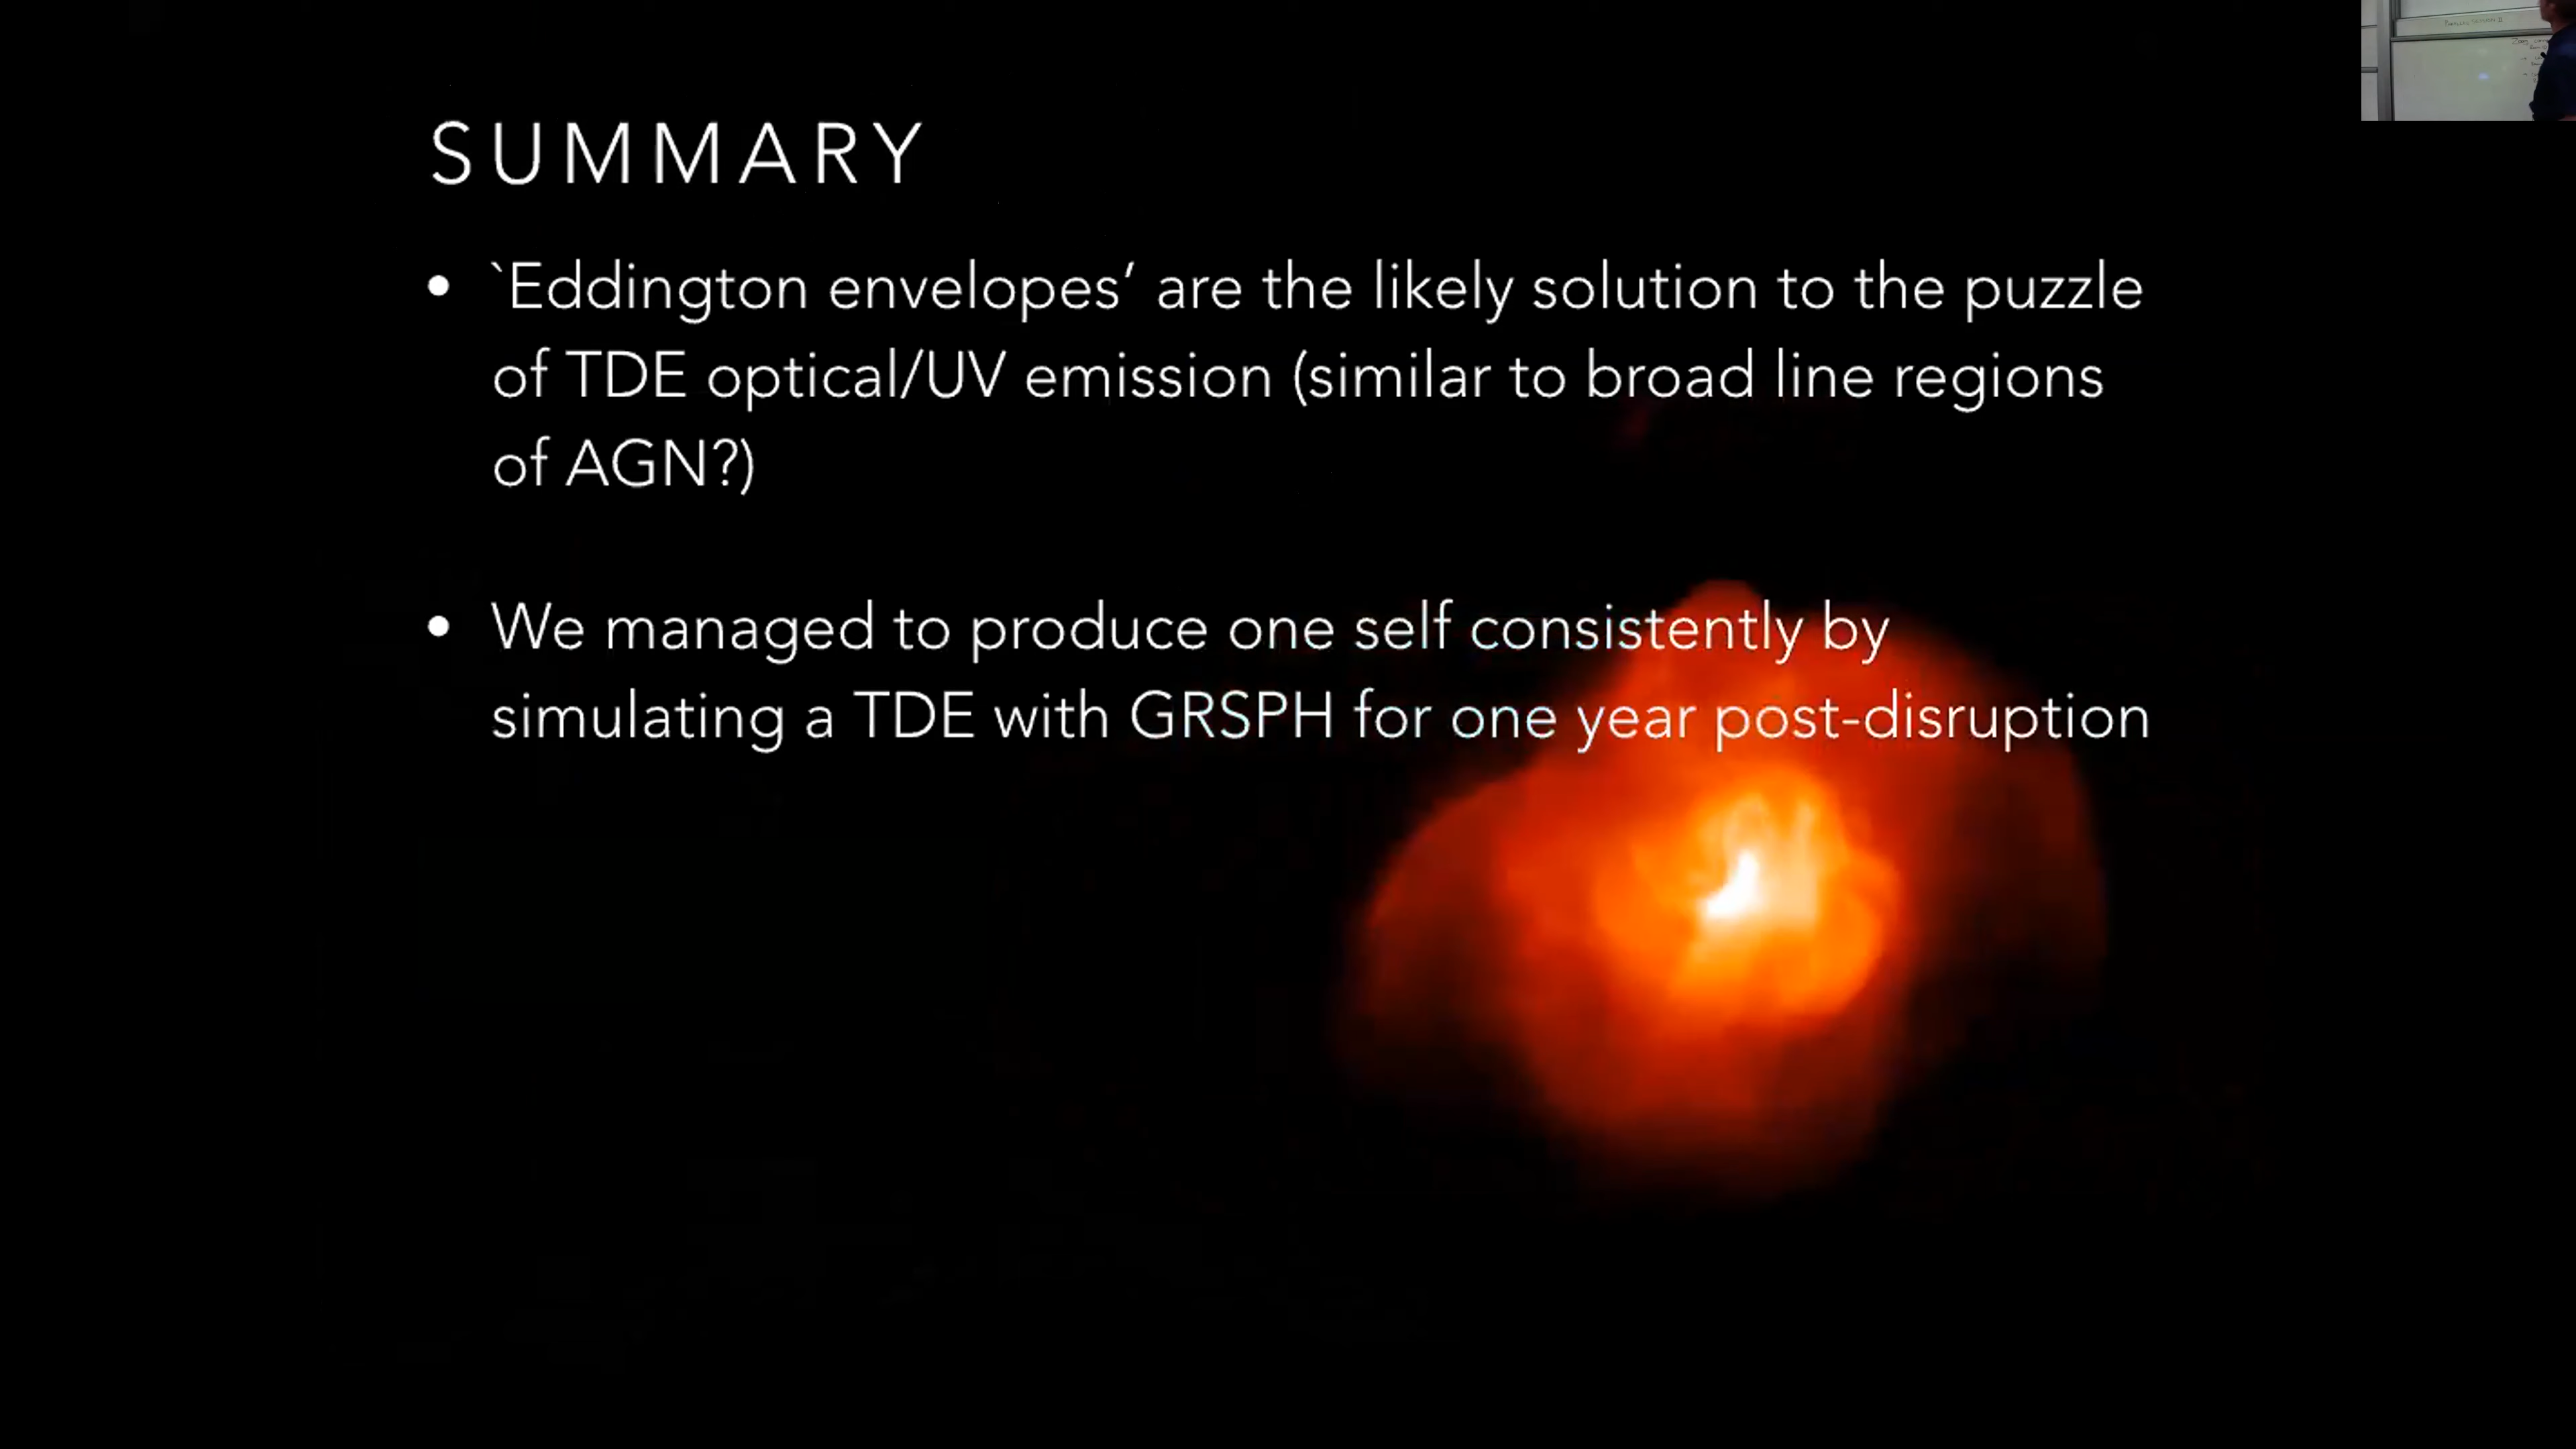 SUMMARY
• `Eddington envelopes’ are the likely solution to the puzzle
of TDE optical/UV emission (similar to broad line regions
of AGN?)
• We managed to produce one self consistently by
simulating a TDE with GRSPH for one year post-disruption